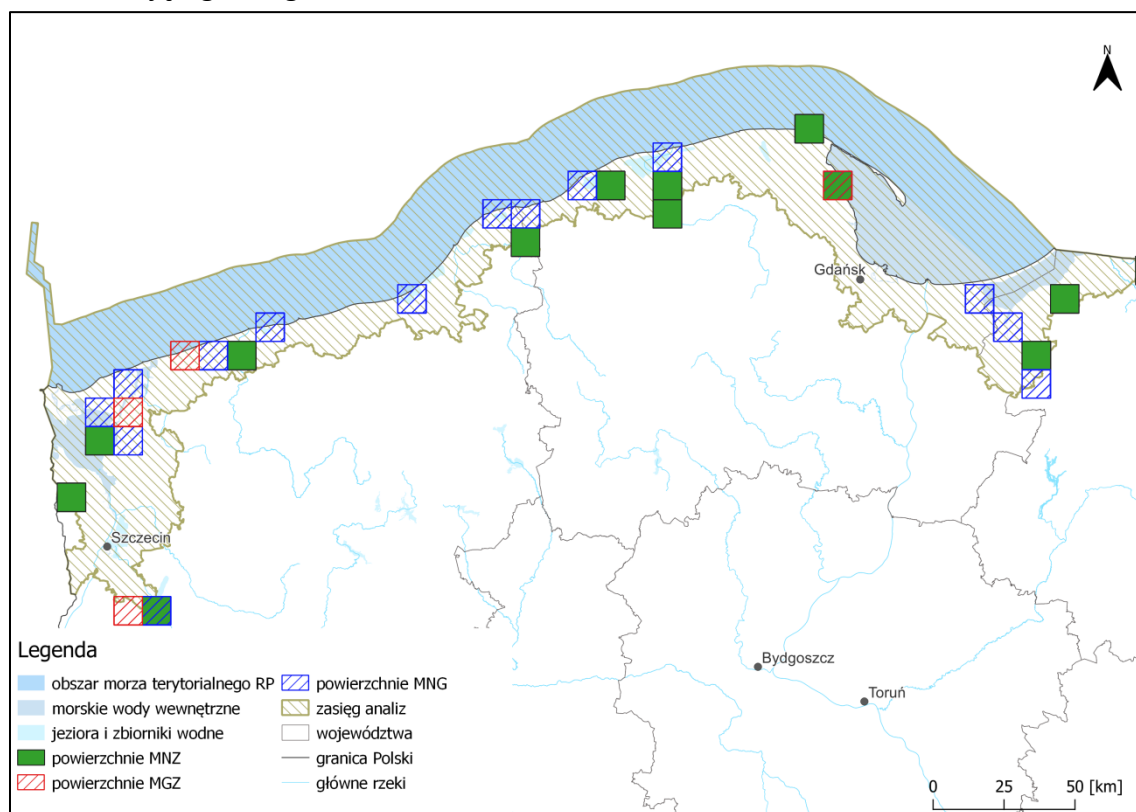 N
Gdańsk
Szczecin
Bydgoszcz
Toruń
Legenda
obszar morza terytorialnego RP
morskie wody wewnętrzne
jeziora i zbiorniki wodne
powierzchnie MNZ
powierzchnie MGZ
powierzchnie MNG
zasięg analiz
województwa
granica Polski
główne rzeki
0 25 50 [km]